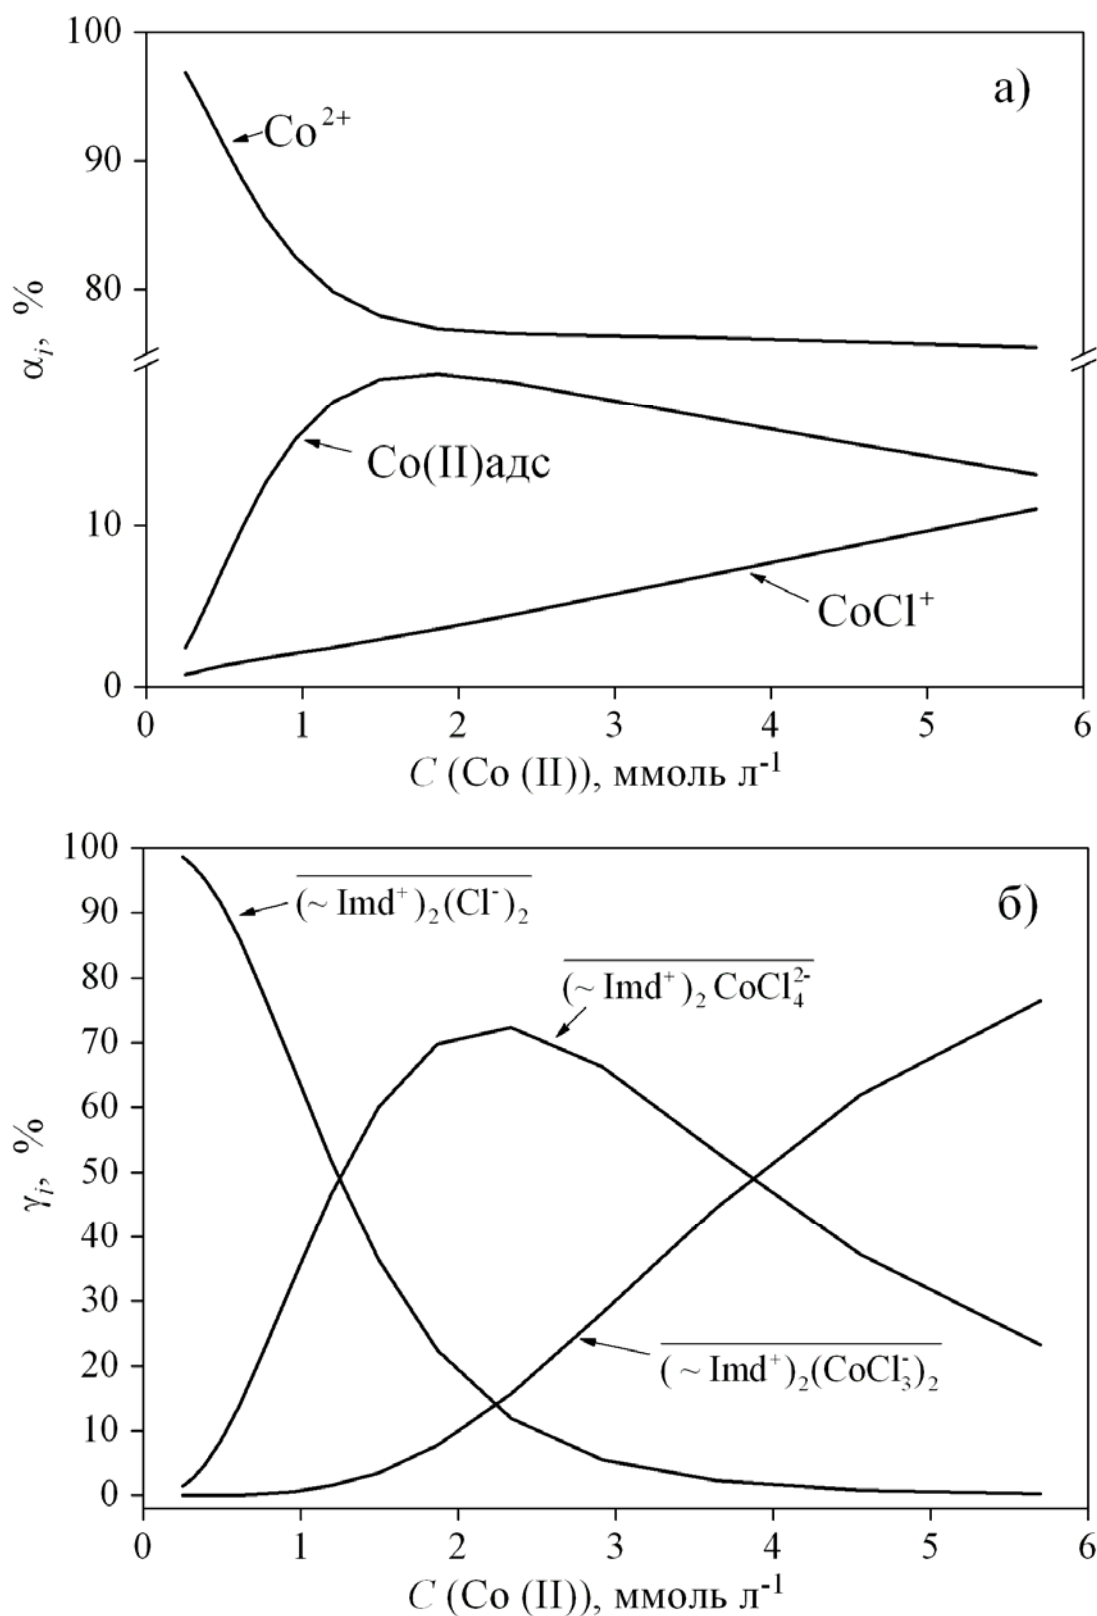 100
а)
Co²⁺
90
80
αᵢ, %
Co(II)адс
10
CoCl⁺
0
0 1 2 3 4 5 6
C (Co (II)), ммоль л⁻¹
100
(~ Imd⁺)₂(Cl⁻)₂
б)
90
80
(~ Imd⁺)₂ CoCl₄²⁻
70
60
γᵢ, %
50
40
30
20
(~ Imd⁺)₂(CoCl₃⁻)₂
10
0
0 1 2 3 4 5 6
C (Co (II)), ммоль л⁻¹